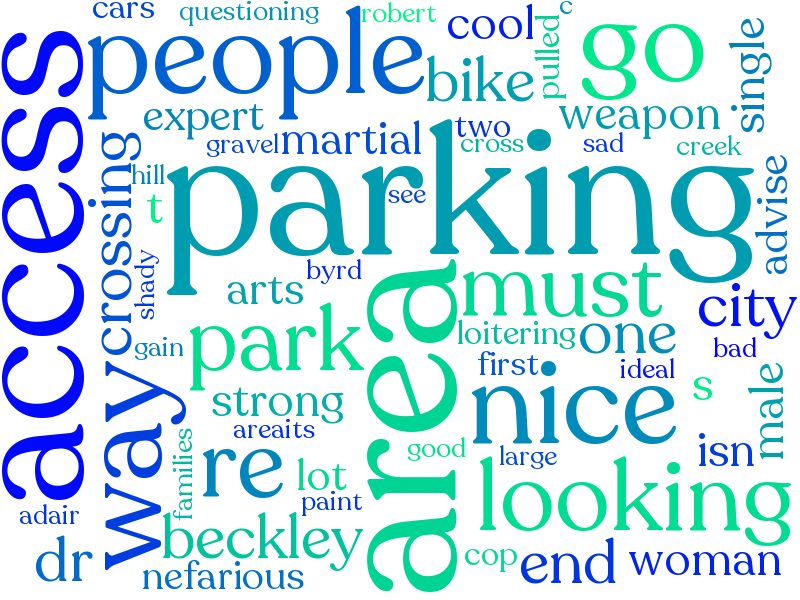 cars
questioning
robert
c
cool
people
go
access
pulled
single
bike
expert
weapon
gravel
martial
two
cross
sad
creek
crossing
parking
hill
see
t
advise
shady
byrd
arts
area
must
city
park
loitering
one
gain
first
ideal
bad
way
nice
strong
s
male
areaits
families
good
large
isn
re
lot
looking
paint
adair
beckley
cop
end
woman
dr
nefarious